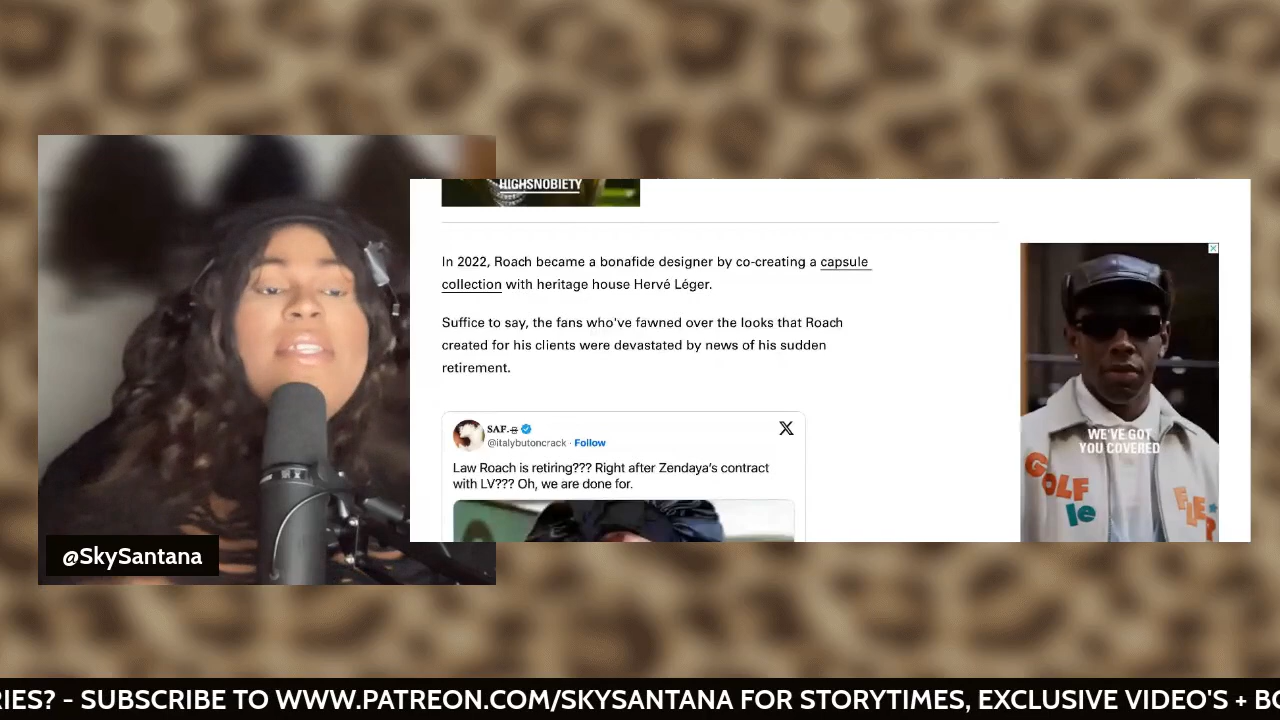 HIGHSNOBIETY
In 2022, Roach became a bonafide designer by co-creating a capsule
collection with heritage house Hervé Léger.
Suffice to say, the fans who've fawned over the looks that Roach
created for his clients were devastated by news of his sudden
retirement.
SAF.
@italybutoncrack · Follow
X
Law Roach is retiring??? Right after Zendaya's contract
with LV??? Oh, we are done for.
WE'VE GOT
YOU COVERED
GOLF
le
FLE
@SkySantana
RIES? - SUBSCRIBE TO WWW.PATREON.COM/SKYSANTANA FOR STORYTIMES, EXCLUSIVE VIDEO'S + BO